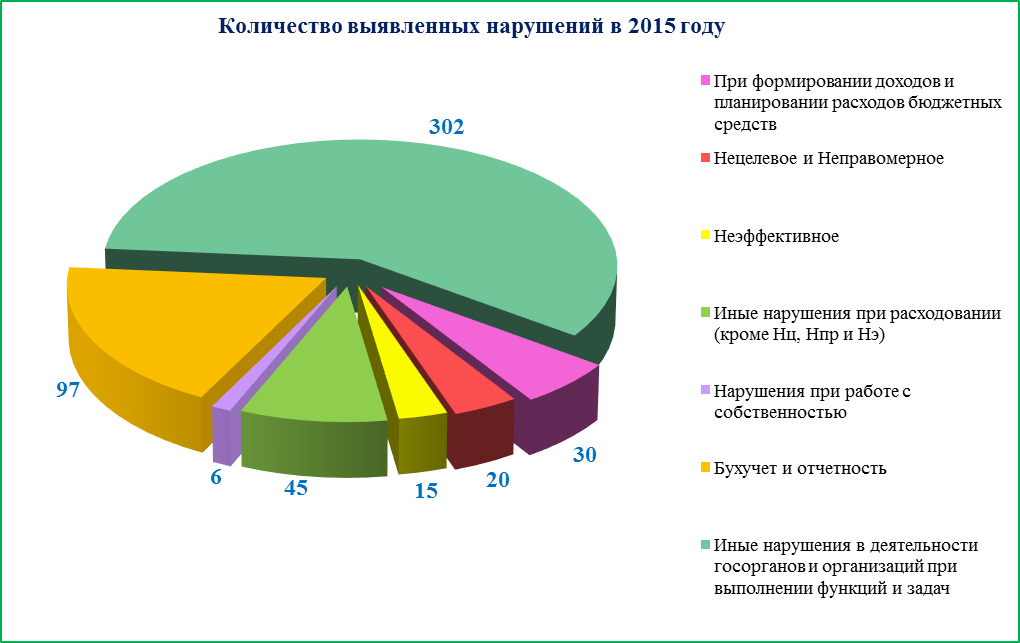 Количество выявленных нарушений в 2015 году
302
97
6
45
15
20
30
При формировании доходов и
планировании расходов бюджетных
средств
Нецелевое и Неправомерное
Неэффективное
Иные нарушения при расходовании
(кроме Нц, Нпр и Нэ)
Нарушения при работе с
собственностью
Бухучет и отчетность
Иные нарушения в деятельности
госорганов и организаций при
выполнении функций и задач